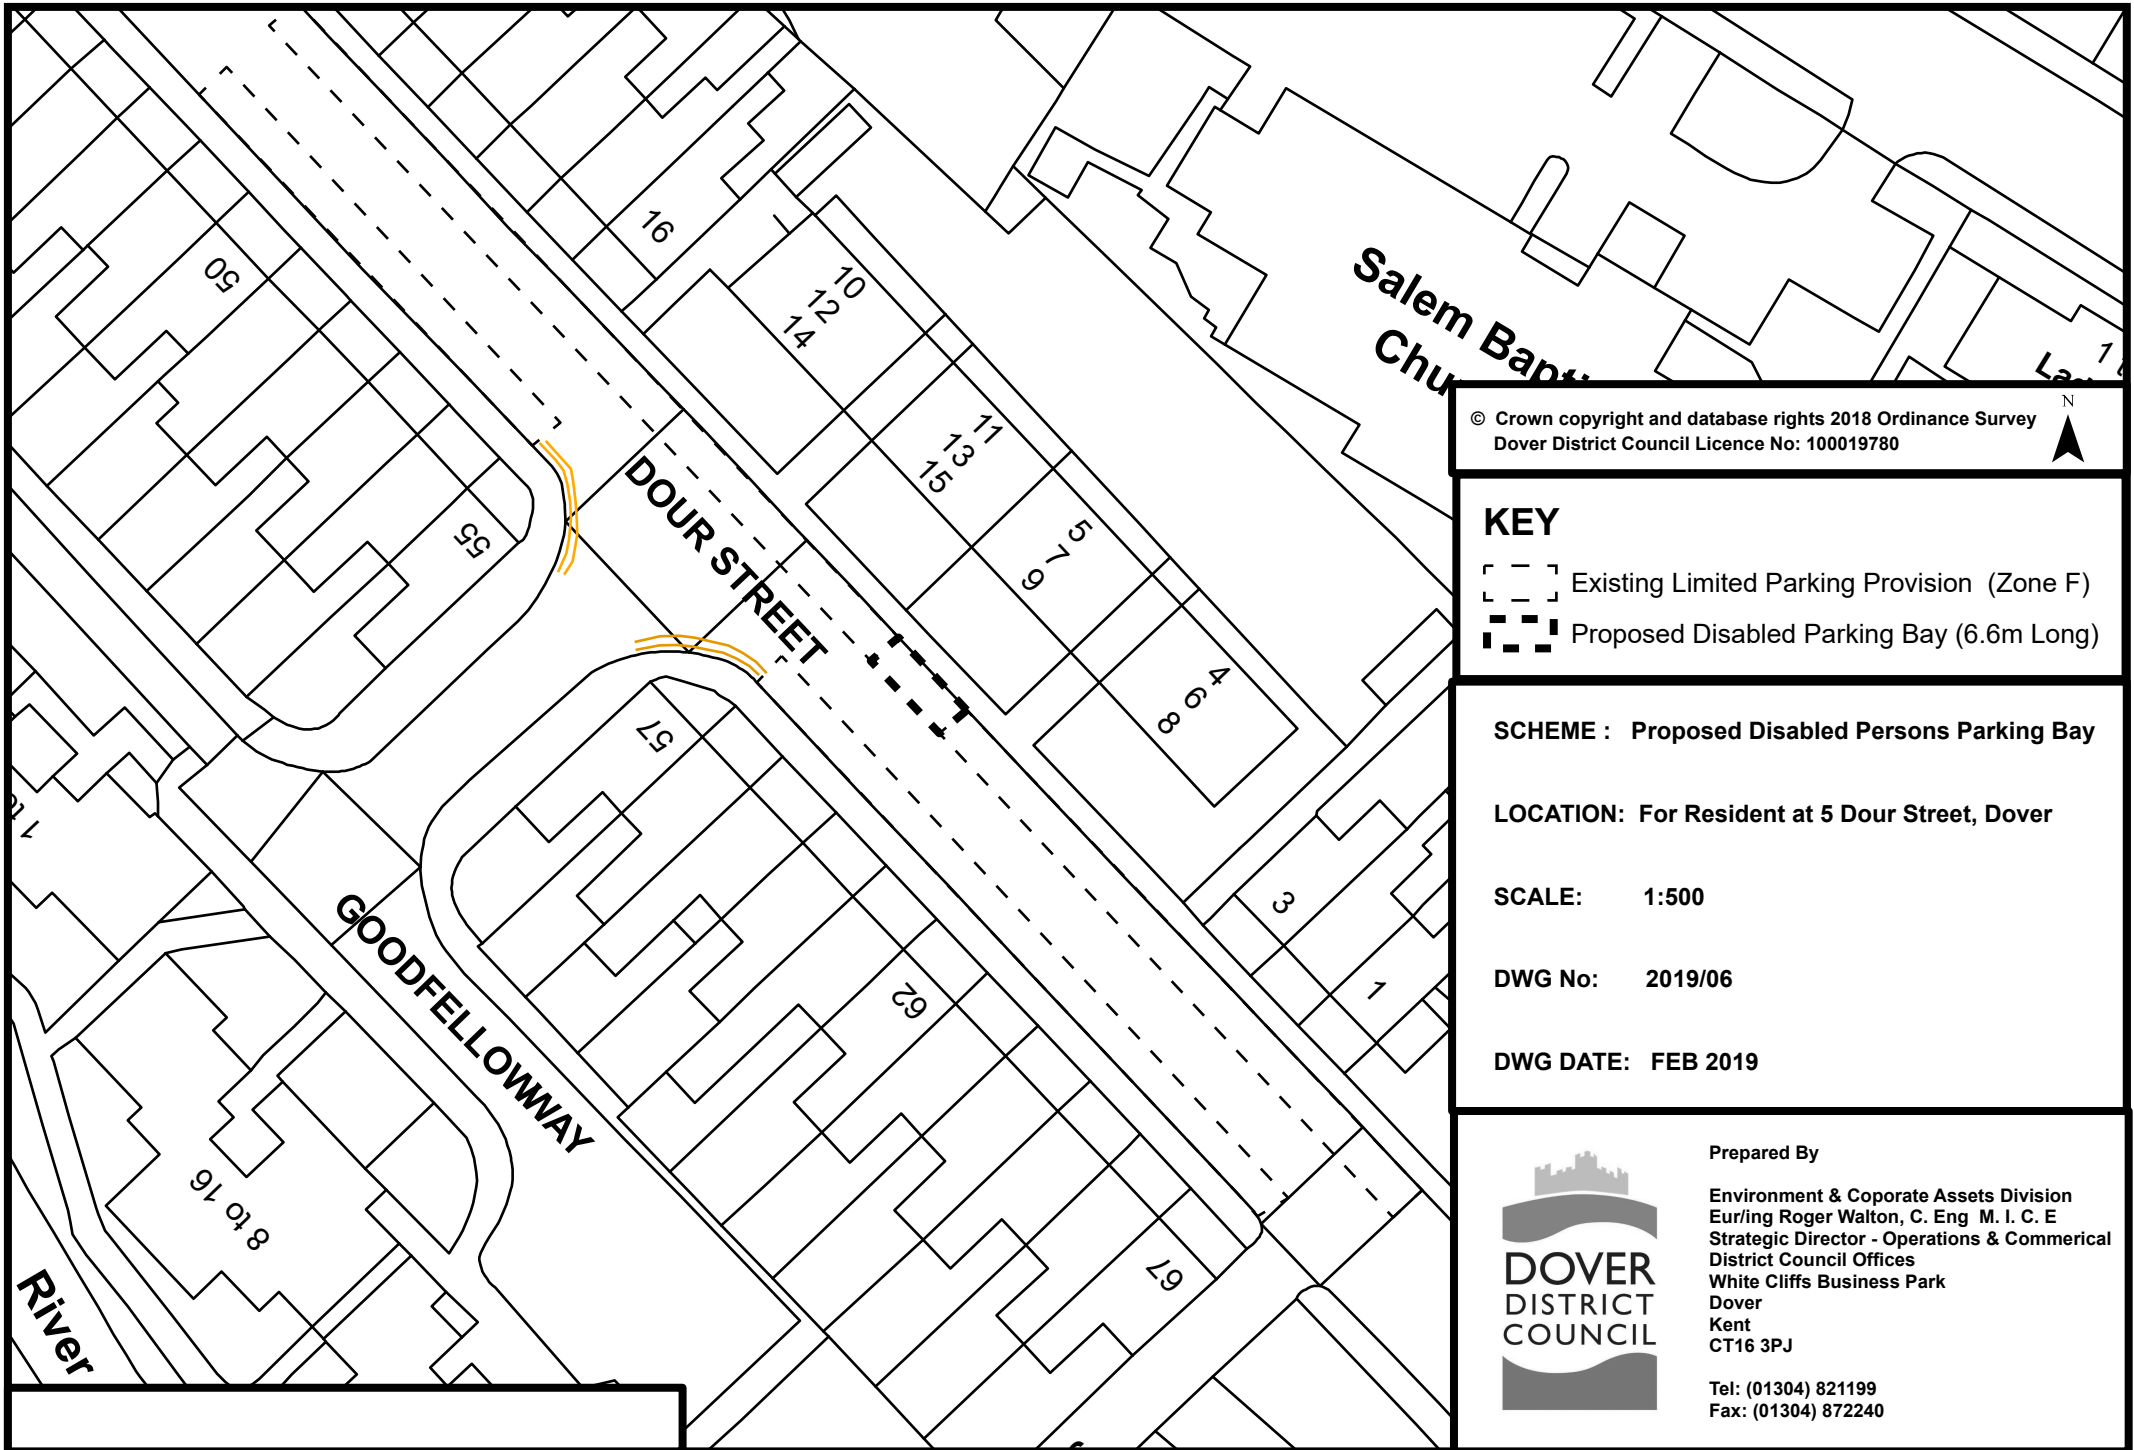 16
50
10
12
14
11
13
15
5
7
9
4
6
8
55
57
62
67
3
1
8 to 16
DOUR STREET
GOODFELLOW WAY
River
Salem
© Crown copyright and database rights 2018 Ordinance Survey
Dover District Council Licence No: 100019780
N
KEY
Existing Limited Parking Provision (Zone F)
Proposed Disabled Parking Bay (6.6m Long)
SCHEME : Proposed Disabled Persons Parking Bay
LOCATION: For Resident at 5 Dour Street, Dover
SCALE: 1:500
DWG No: 2019/06
DWG DATE: FEB 2019
DOVER
DISTRICT
COUNCIL
Prepared By
Environment & Coporate Assets Division
Eur/ing Roger Walton, C. Eng M. I. C. E
Strategic Director - Operations & Commerical
District Council Offices
White Cliffs Business Park
Dover
Kent
CT16 3PJ
Tel: (01304) 821199
Fax: (01304) 872240